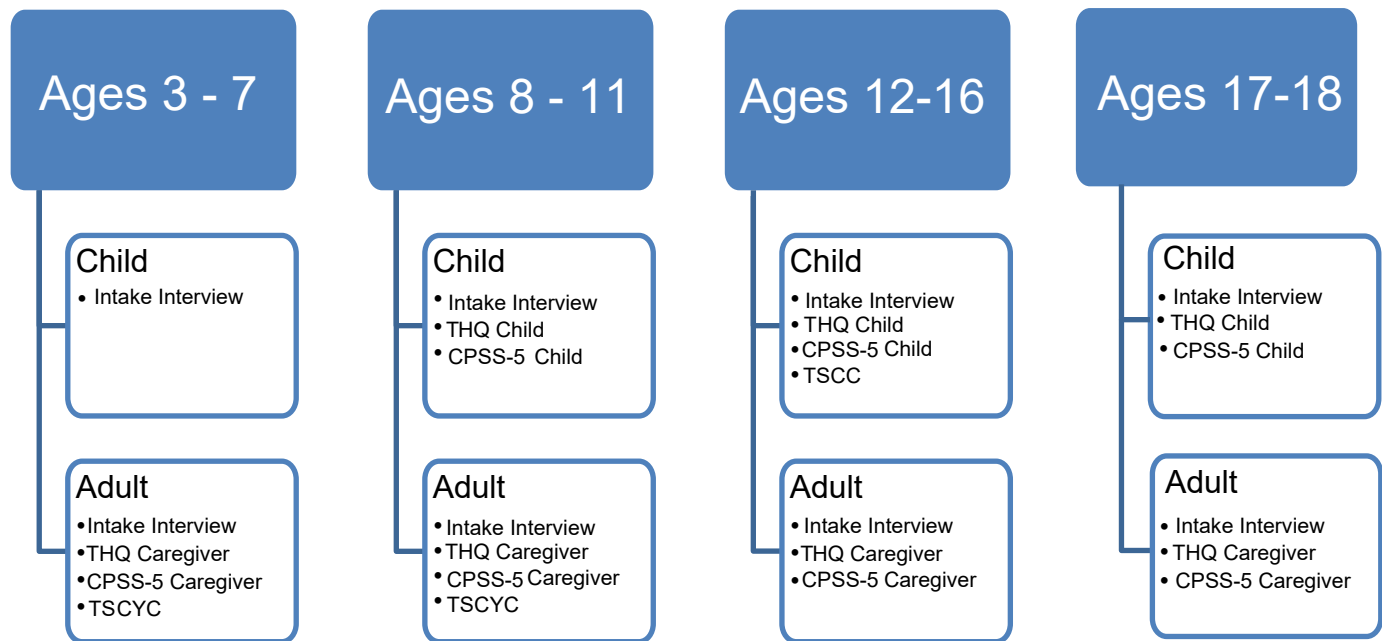 Ages 3 - 7
Child
• Intake Interview
Adult
•Intake Interview
•THQ Caregiver
•CPSS-5 Caregiver
•TSCYC
Ages 8 - 11
Child
• Intake Interview
• THQ Child
• CPSS-5 Child
Adult
• Intake Interview
• THQ Caregiver
• CPSS-5 Caregiver
• TSCYC
Ages 12-16
Child
• Intake Interview
• THQ Child
•CPSS-5 Child
• TSCC
Adult
• Intake Interview
•THQ Caregiver
•CPSS-5 Caregiver
Ages 17-18
Child
• Intake Interview
• THQ Child
• CPSS-5 Child
Adult
• Intake Interview
• THQ Caregiver
• CPSS-5 Caregiver